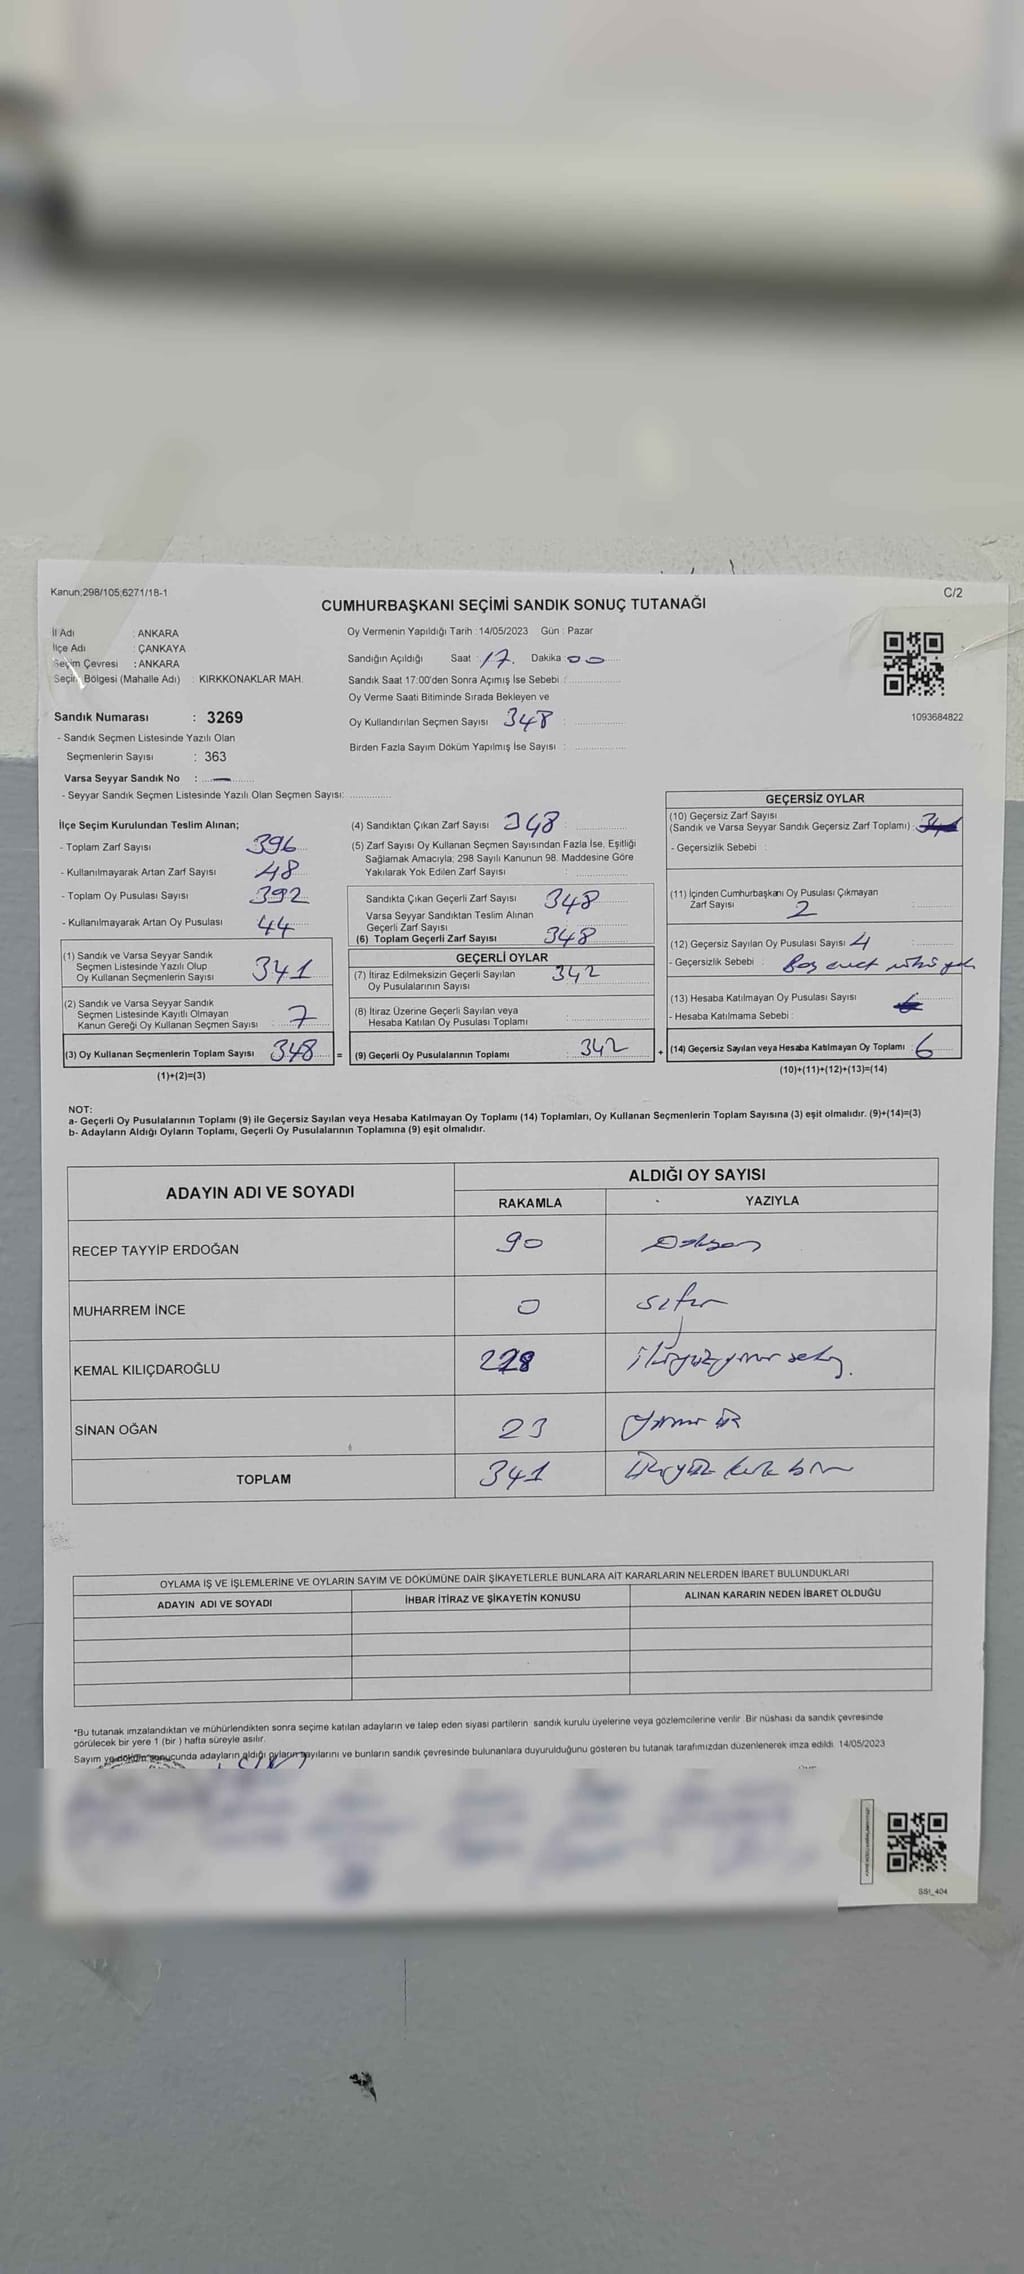 Kanun;298/105;6271/18-1
C/2
CUMHURBAŞKANI SEÇİMİ SANDIK SONUÇ TUTANAĞI
İl Adı : ANKARA
İlçe Adı : ÇANKAYA
Seçim Çevresi : ANKARA
Seçim Bölgesi (Mahalle Adı) : KIRKKONAKLAR MAH.
Sandık Numarası : 3269
- Sandık Seçmen Listesinde Yazılı Olan
Seçmenlerin Sayısı : 363
Varsa Seyyar Sandık No : —
- Seyyar Sandık Seçmen Listesinde Yazılı Olan Seçmen Sayısı:
Oy Vermenin Yapıldığı Tarih : 14/05/2023 Gün : Pazar
Sandığın Açıldığı Saat : 17. Dakika 00
Sandık Saat 17:00'den Sonra Açımış İse Sebebi :
Oy Verme Saati Bitiminde Sırada Bekleyen ve
Oy Kullandırılan Seçmen Sayısı 348 :
Birden Fazla Sayım Döküm Yapılmış İse Sayısı :
1093684822
İlçe Seçim Kurulundan Teslim Alınan;
- Toplam Zarf Sayısı 396
- Kullanılmayarak Artan Zarf Sayısı 48
- Toplam Oy Pusulası Sayısı 392
- Kullanılmayarak Artan Oy Pusulası 44
(1) Sandık ve Varsa Seyyar Sandık
Seçmen Listesinde Yazılı Olup
Oy Kullanan Seçmenlerin Sayısı 341
(2) Sandık ve Varsa Seyyar Sandık
Seçmen Listesinde Kayıtlı Olmayan
Kanun Gereği Oy Kullanan Seçmen Sayısı 7
(3) Oy Kullanan Seçmenlerin Toplam Sayısı 348 =
(1)+(2)=(3)
(4) Sandıktan Çıkan Zarf Sayısı 348 :
(5) Zarf Sayısı Oy Kullanan Seçmen Sayısından Fazla İse, Eşitliği
Sağlamak Amacıyla; 298 Sayılı Kanunun 98. Maddesine Göre
Yakılarak Yok Edilen Zarf Sayısı :
Sandıkta Çıkan Geçerli Zarf Sayısı 348
Varsa Seyyar Sandıktan Teslim Alınan
Geçerli Zarf Sayısı
(6) Toplam Geçerli Zarf Sayısı 348
GEÇERLİ OYLAR
(7) İtiraz Edilmeksizin Geçerli Sayılan 342
Oy Pusulalarının Sayısı
(8) İtiraz Üzerine Geçerli Sayılan veya
Hesaba Katılan Oy Pusulası Toplamı
(9) Geçerli Oy Pusulalarının Toplamı : 342 +
GEÇERSİZ OYLAR
(10) Geçersiz Zarf Sayısı
(Sandık ve Varsa Seyyar Sandık Geçersiz Zarf Toplamı) :
- Geçersizlik Sebebi :
(11) İçinden Cumhurbaşkanı Oy Pusulası Çıkmayan
Zarf Sayısı 2 :
(12) Geçersiz Sayılan Oy Pusulası Sayısı 4
- Geçersizlik Sebebi :
(13) Hesaba Katılmayan Oy Pusulası Sayısı
- Hesaba Katılmama Sebebi :
(14) Geçersiz Sayılan veya Hesaba Katılmayan Oy Toplamı : 6
(10)+(11)+(12)+(13)=(14)
NOT:
a- Geçerli Oy Pusulalarının Toplamı (9) ile Geçersiz Sayılan veya Hesaba Katılmayan Oy Toplamı (14) Toplamları, Oy Kullanan Seçmenlerin Toplam Sayısına (3) eşit olmalıdır. (9)+(14)=(3)
b- Adayların Aldığı Oyların Toplamı, Geçerli Oy Pusulalarının Toplamına (9) eşit olmalıdır.
ADAYIN ADI VE SOYADI
ALDIĞI OY SAYISI
RAKAMLA YAZIYLA
RECEP TAYYİP ERDOĞAN 90 Doksan
MUHARREM İNCE 0 sıfır
KEMAL KILIÇDAROĞLU 228 ikiyüzyirmi sekiz.
SİNAN OĞAN 23 Yirmi üç
TOPLAM 341 Üçyüz kırk bir
OYLAMA İŞ VE İŞLEMLERİNE VE OYLARIN SAYIM VE DÖKÜMÜNE DAİR ŞİKAYETLERLE BUNLARA AİT KARARLARIN NELERDEN İBARET BULUNDUKLARI
ADAYIN ADI VE SOYADI İHBAR İTİRAZ VE ŞİKAYETİN KONUSU ALINAN KARARIN NEDEN İBARET OLDUĞU
*Bu tutanak imzalandıktan ve mühürlendikten sonra seçime katılan adayların ve talep eden siyasi partilerin sandık kurulu üyelerine veya gözlemcilerine verilir. Bir nüshası da sandık çevresinde
görülecek bir yere 1 (bir ) hafta süreyle asılır.
Sayım ve döküm sonucunda adayların aldığı oyların sayılarını ve bunların sandık çevresinde bulunanlara duyurulduğunu gösteren bu tutanak tarafımızdan düzenlenerek imza edildi. 14/05/2023
SSI_404